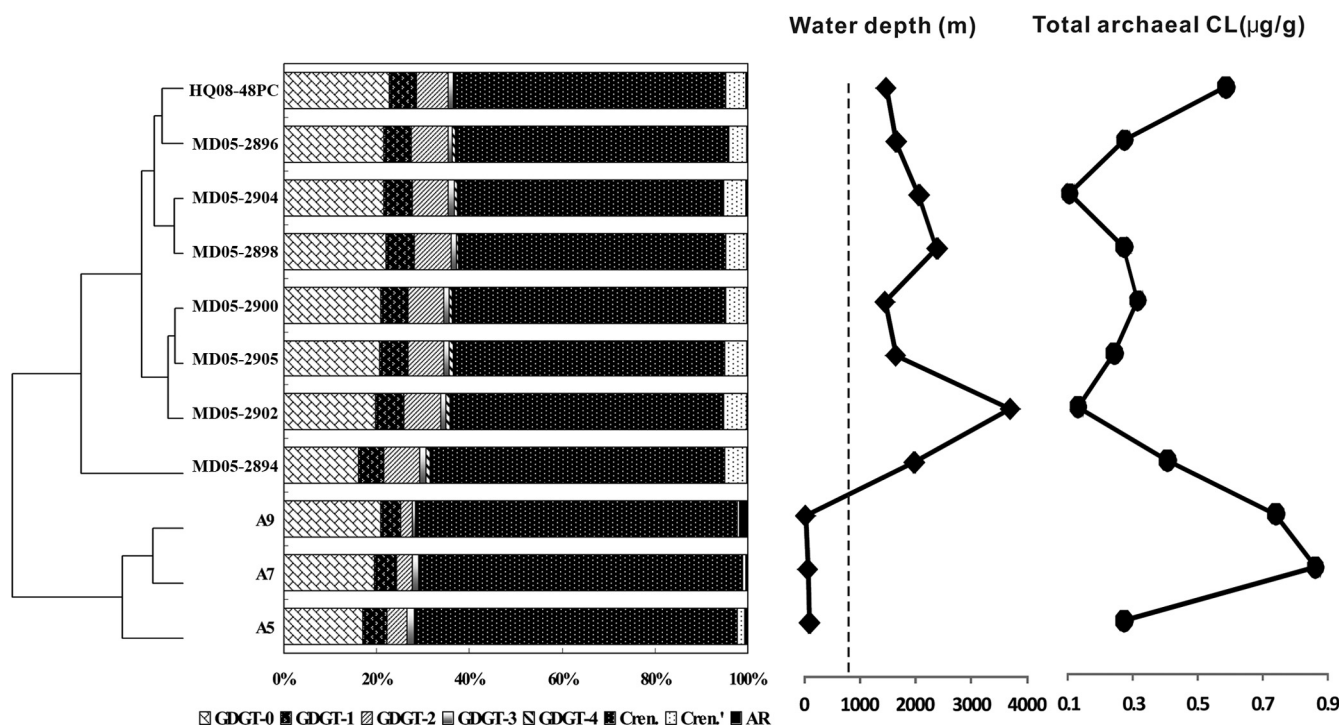 Water depth (m) Total archaeal CL(μg/g)
HQ08-48PC
MD05-2896
MD05-2904
MD05-2898
MD05-2900
MD05-2905
MD05-2902
MD05-2894
A9
A7
A5
0% 20% 40% 60% 80% 100%
0 1000 2000 3000 4000
0.1 0.3 0.5 0.7 0.9
GDGT-0 GDGT-1 GDGT-2 GDGT-3 GDGT-4 Cren. Cren.' AR